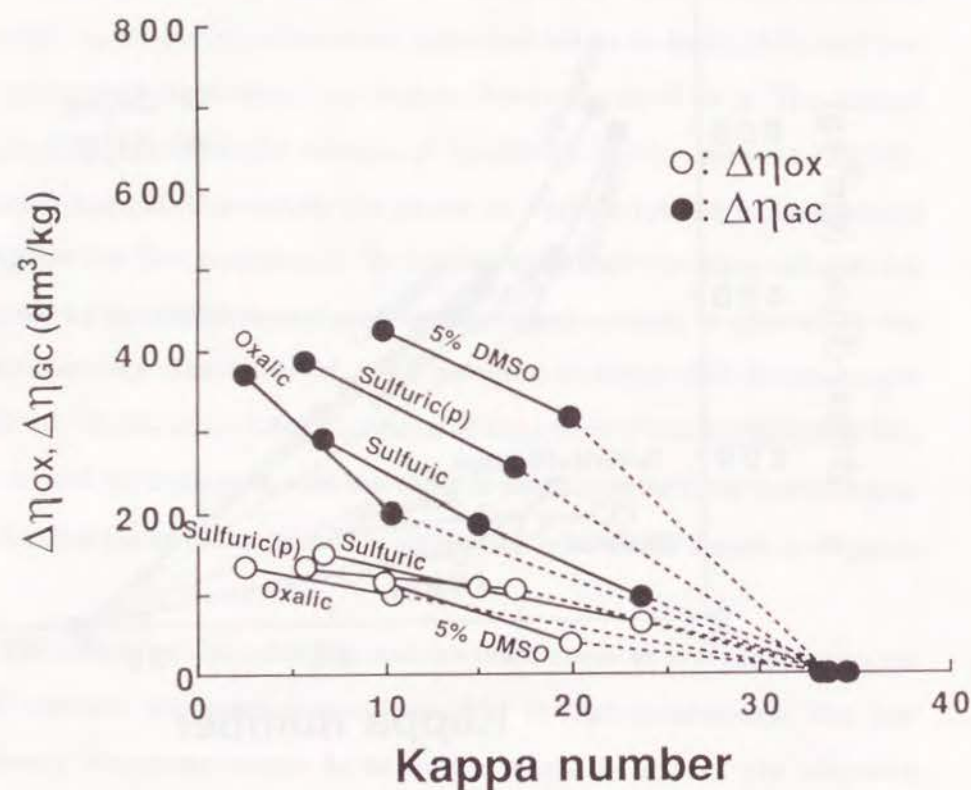 800
600
400
200
0
Δηox, ΔηGC (dm³/kg)
○: Δηox
●: ΔηGC
5% DMSO
Oxalic
Sulfuric(p)
Sulfuric
Sulfuric(p)
Sulfuric
Oxalic
5% DMSO
0 10 20 30 40
Kappa number